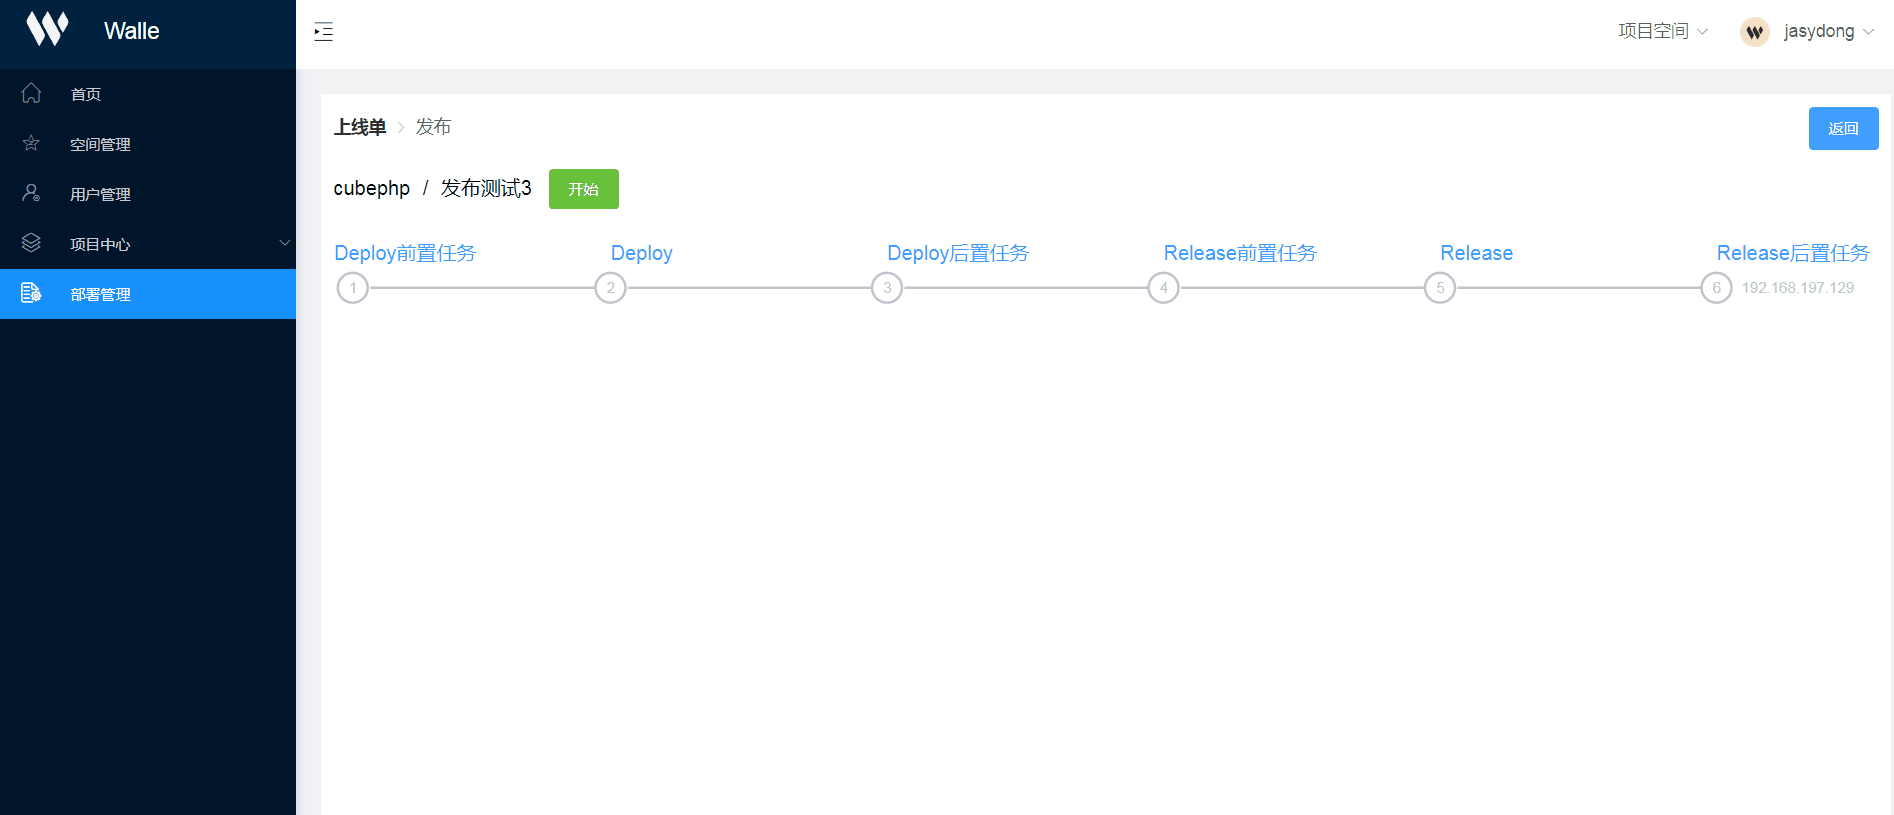 Walle
项目空间
jasydong
首页
空间管理
用户管理
项目中心
部署管理
上线单 > 发布
返回
cubephp / 发布测试3
开始
Deploy前置任务
Deploy
Deploy后置任务
Release前置任务
Release
Release后置任务
1
2
3
4
5
6
192.168.197.129